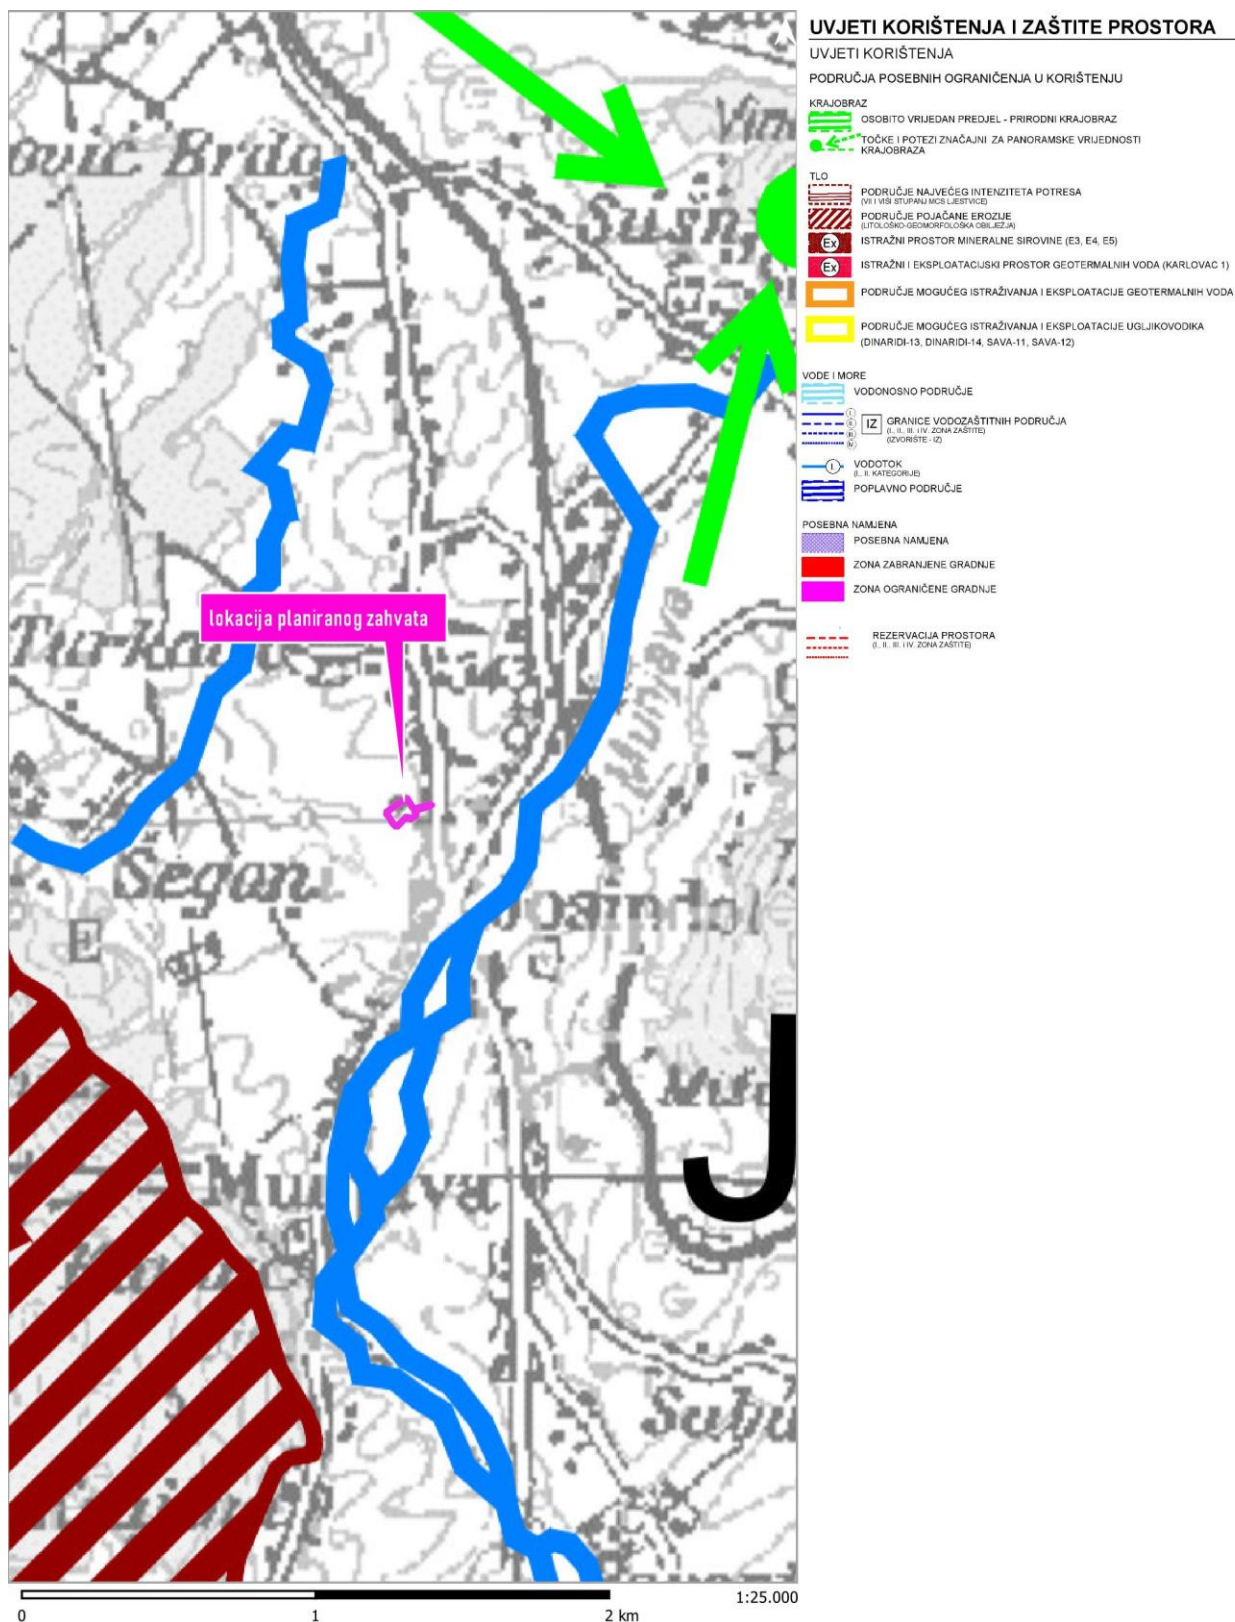 UVJETI KORIŠTENJA I ZAŠTITE PROSTORA
UVJETI KORIŠTENJA
PODRUČJA POSEBNIH OGRANIČENJA U KORIŠTENJU
KRAJOBRAZ
OSOBITO VRIJEDAN PREDJEL - PRIRODNI KRAJOBRAZ
TOČKE I POTEZI ZNAČAJNI ZA PANORAMSKE VRIJEDNOSTI
KRAJOBRAZA
TLO
PODRUČJE NAJVEĆEG INTENZITETA POTRESA
(VII I VIŠI STUPANJ MCS LJESTVICE)
PODRUČJE POJAČANE EROZIJE
(LITOLOŠKO-GEOMORFOLOŠKA OBILJEŽJA)
Ex ISTRAŽNI PROSTOR MINERALNE SIROVINE (E3, E4, E5)
Ex ISTRAŽNI I EKSPLOATACIJSKI PROSTOR GEOTERMALNIH VODA (KARLOVAC 1)
PODRUČJE MOGUĆEG ISTRAŽIVANJA I EKSPLOATACIJE GEOTERMALNIH VODA
PODRUČJE MOGUĆEG ISTRAŽIVANJA I EKSPLOATACIJE UGLJIKOVODIKA
(DINARIDI-13, DINARIDI-14, SAVA-11, SAVA-12)
VODE I MORE
VODONOSNO PODRUČJE
IZ GRANICE VODOZAŠTITNIH PODRUČJA
(I., II., III. i IV. ZONA ZAŠTITE)
(IZVORIŠTE - IZ)
I. VODOTOK
(I., II. KATEGORIJE)
POPLAVNO PODRUČJE
POSEBNA NAMJENA
POSEBNA NAMJENA
ZONA ZABRANJENE GRADNJE
ZONA OGRANIČENE GRADNJE
REZERVACIJA PROSTORA
(I., II., III. i IV. ZONA ZAŠTITE)
Brdo
lokacija planiranog zahvata
Munjava
Šegani
E
J
1:25.000
0 1 2 km